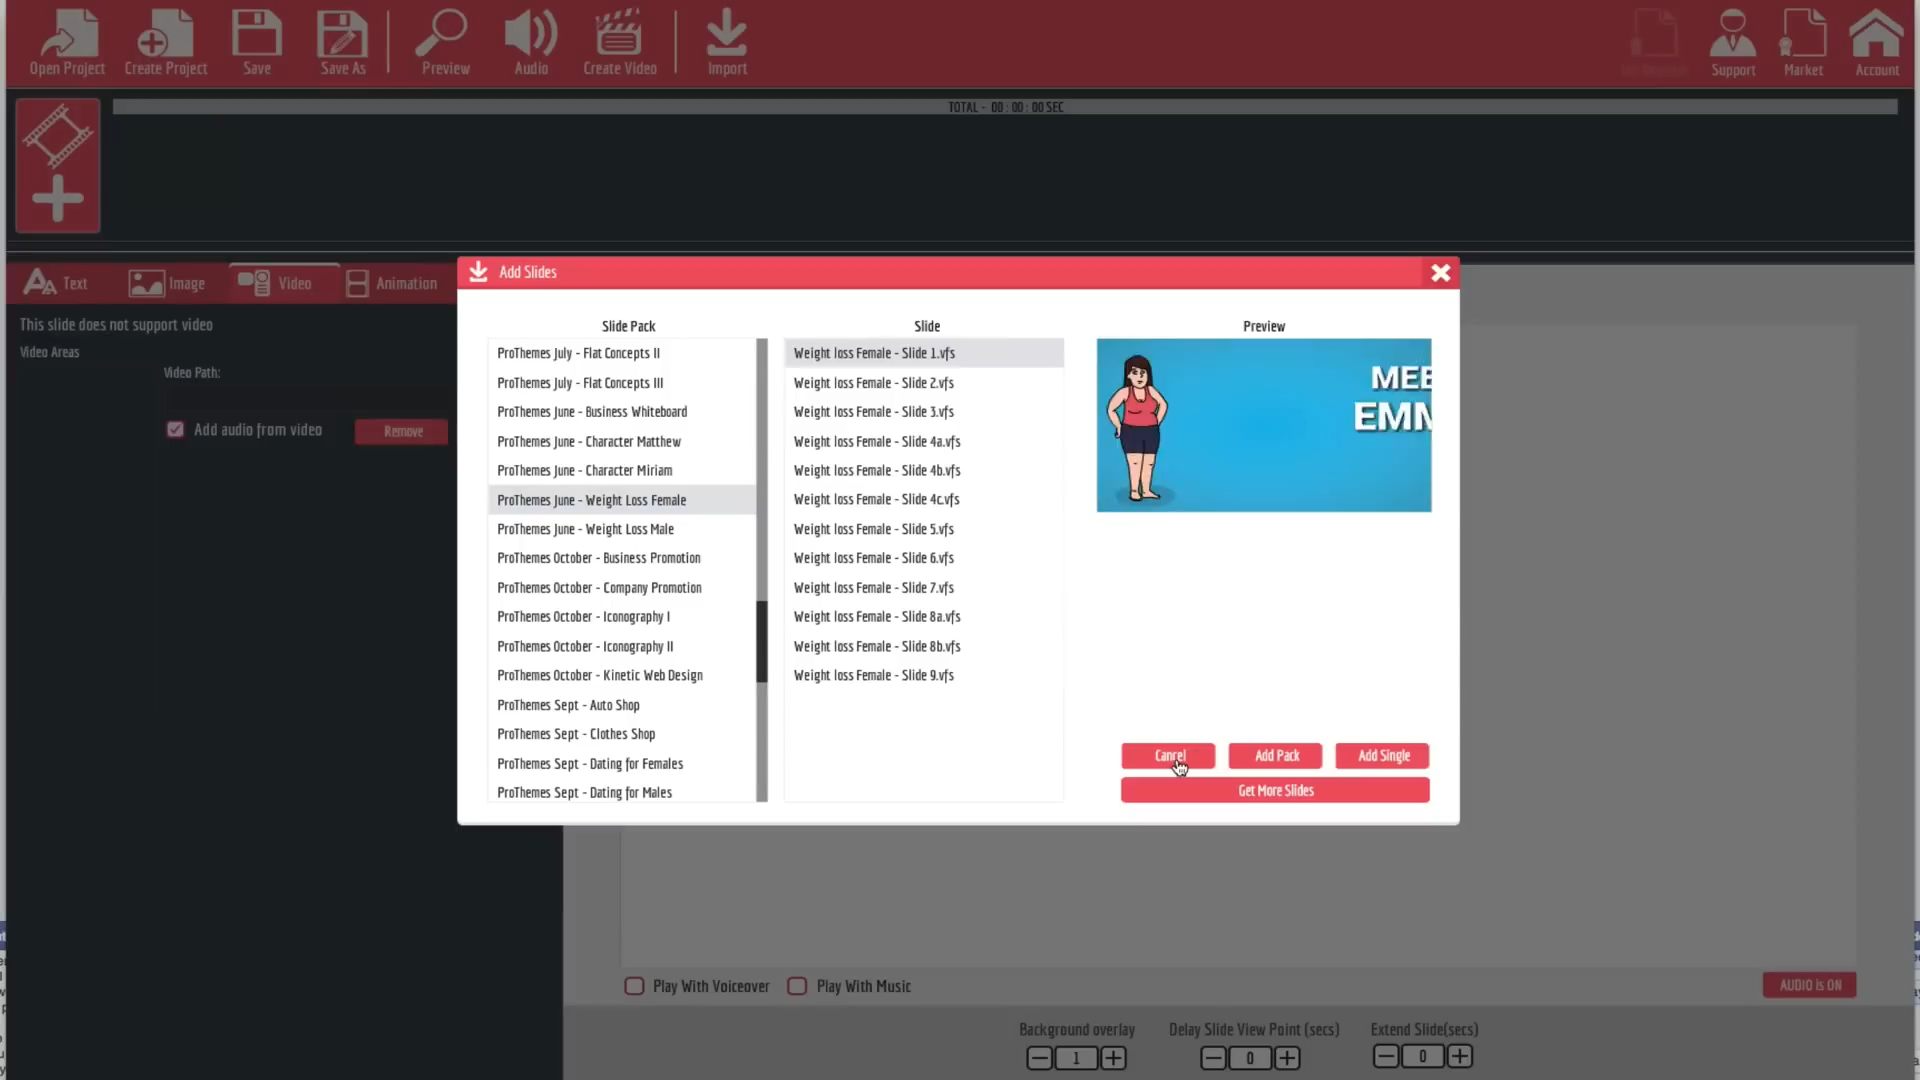 Open Project
Create Project
Save
Save As
Preview
Audio
Create Video
Import
Support
Market
Account
TOTAL - 00 : 00 : 00 SEC
Text
Image
Video
Animation
This slide does not support video
Video Areas
Video Path:
Add audio from video
Remove
Add Slides
Slide Pack
ProThemes July - Flat Concepts II
ProThemes July - Flat Concepts III
ProThemes June - Business Whiteboard
ProThemes June - Character Matthew
ProThemes June - Character Miriam
ProThemes June - Weight Loss Female
ProThemes June - Weight Loss Male
ProThemes October - Business Promotion
ProThemes October - Company Promotion
ProThemes October - Iconography I
ProThemes October - Iconography II
ProThemes October - Kinetic Web Design
ProThemes Sept - Auto Shop
ProThemes Sept - Clothes Shop
ProThemes Sept - Dating for Females
ProThemes Sept - Dating for Males
Slide
Weight loss Female - Slide 1.vfs
Weight loss Female - Slide 2.vfs
Weight loss Female - Slide 3.vfs
Weight loss Female - Slide 4a.vfs
Weight loss Female - Slide 4b.vfs
Weight loss Female - Slide 4c.vfs
Weight loss Female - Slide 5.vfs
Weight loss Female - Slide 6.vfs
Weight loss Female - Slide 7.vfs
Weight loss Female - Slide 8a.vfs
Weight loss Female - Slide 8b.vfs
Weight loss Female - Slide 9.vfs
Preview
MEE
EMM
Cancel
Add Pack
Add Single
Get More Slides
Play With Voiceover
Play With Music
AUDIO is ON
Background overlay
Delay Slide View Point (secs)
Extend Slide(secs)
1
0
0